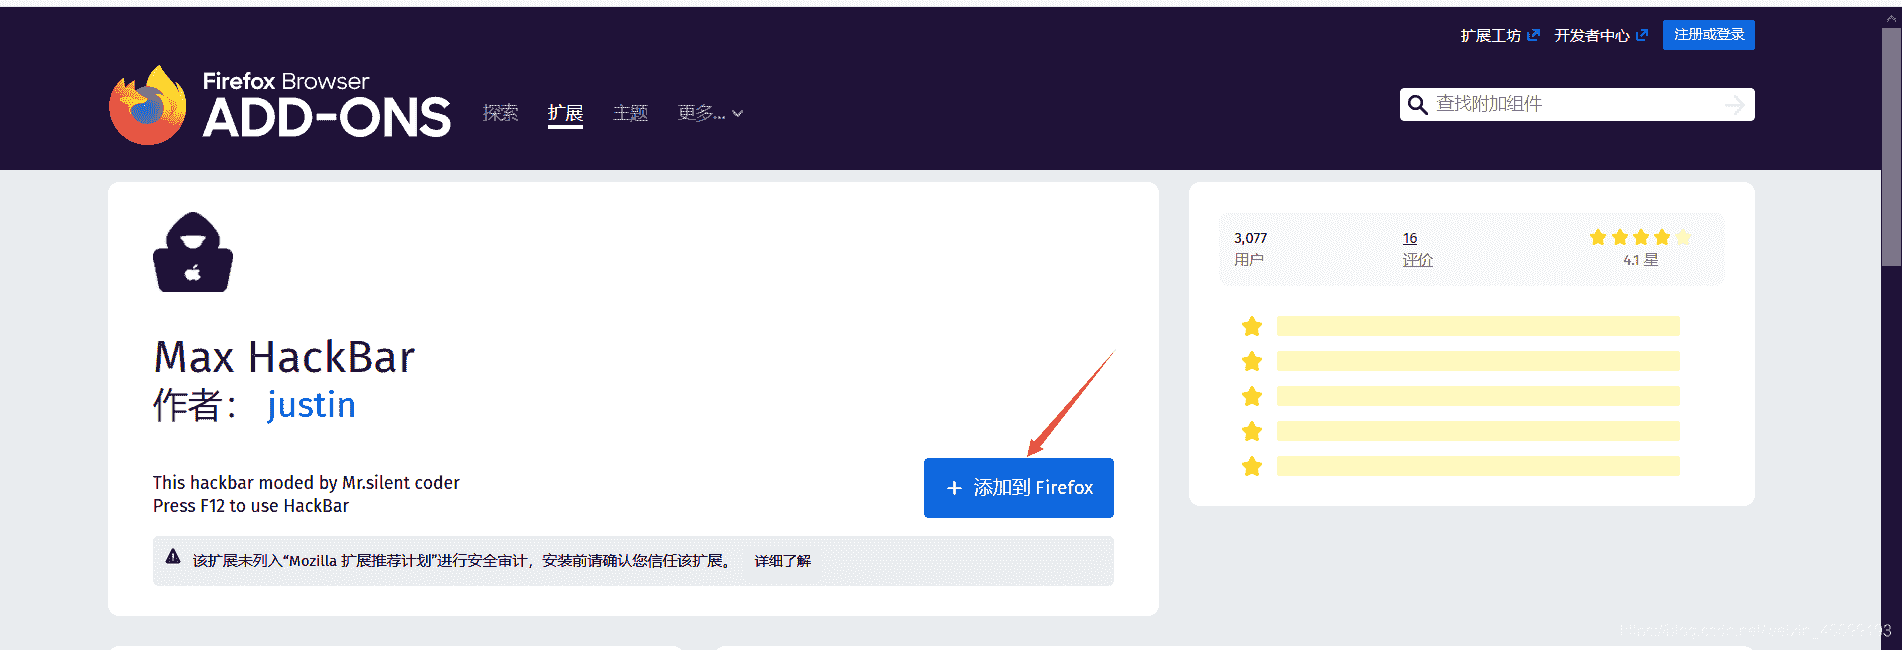 扩展工坊 开发者中心 注册或登录
Firefox Browser
ADD-ONS
探索 扩展 主题 更多...
查找附加组件
Max HackBar
作者： justin
This hackbar moded by Mr.silent coder
Press F12 to use HackBar
+ 添加到 Firefox
该扩展未列入“Mozilla 扩展推荐计划”进行安全审计，安装前请确认您信任该扩展。 详细了解
3,077 16
用户 评价 4.1 星